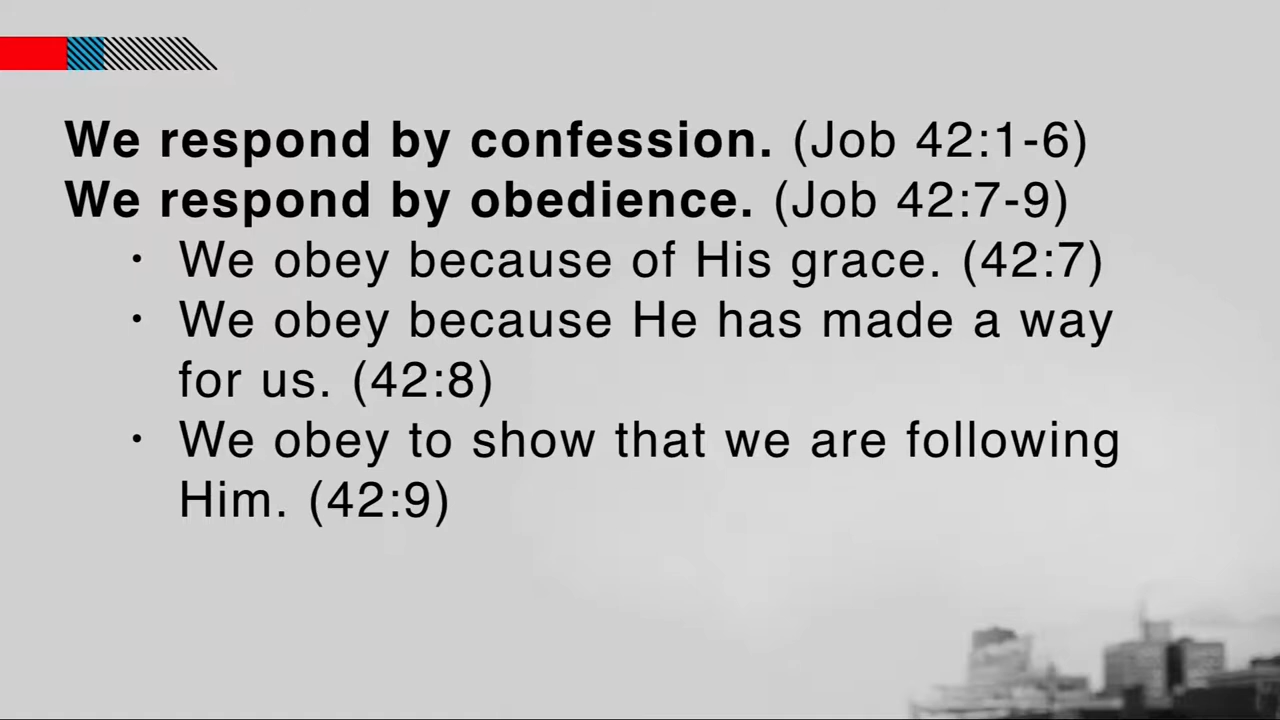 We respond by confession. (Job 42:1-6)
We respond by obedience. (Job 42:7-9)
· We obey because of His grace. (42:7)
· We obey because He has made a way
for us. (42:8)
· We obey to show that we are following
Him. (42:9)